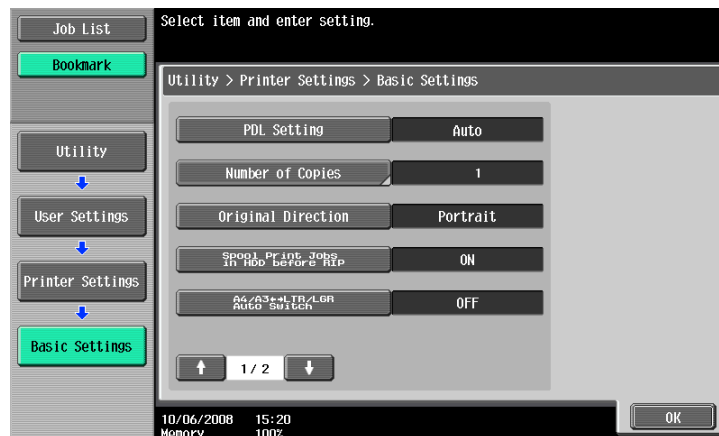 Job List
Bookmark
Utility
User Settings
Printer Settings
Basic Settings
Select item and enter setting.
Utility > Printer Settings > Basic Settings
PDL Setting
Auto
Number of Copies
1
Original Direction
Portrait
Spool Print Jobs
in HDD before RIP
ON
A4/A3↔LTR/LGR
Auto Switch
OFF
1/ 2
10/06/2008 15:20
Memory 100%
OK